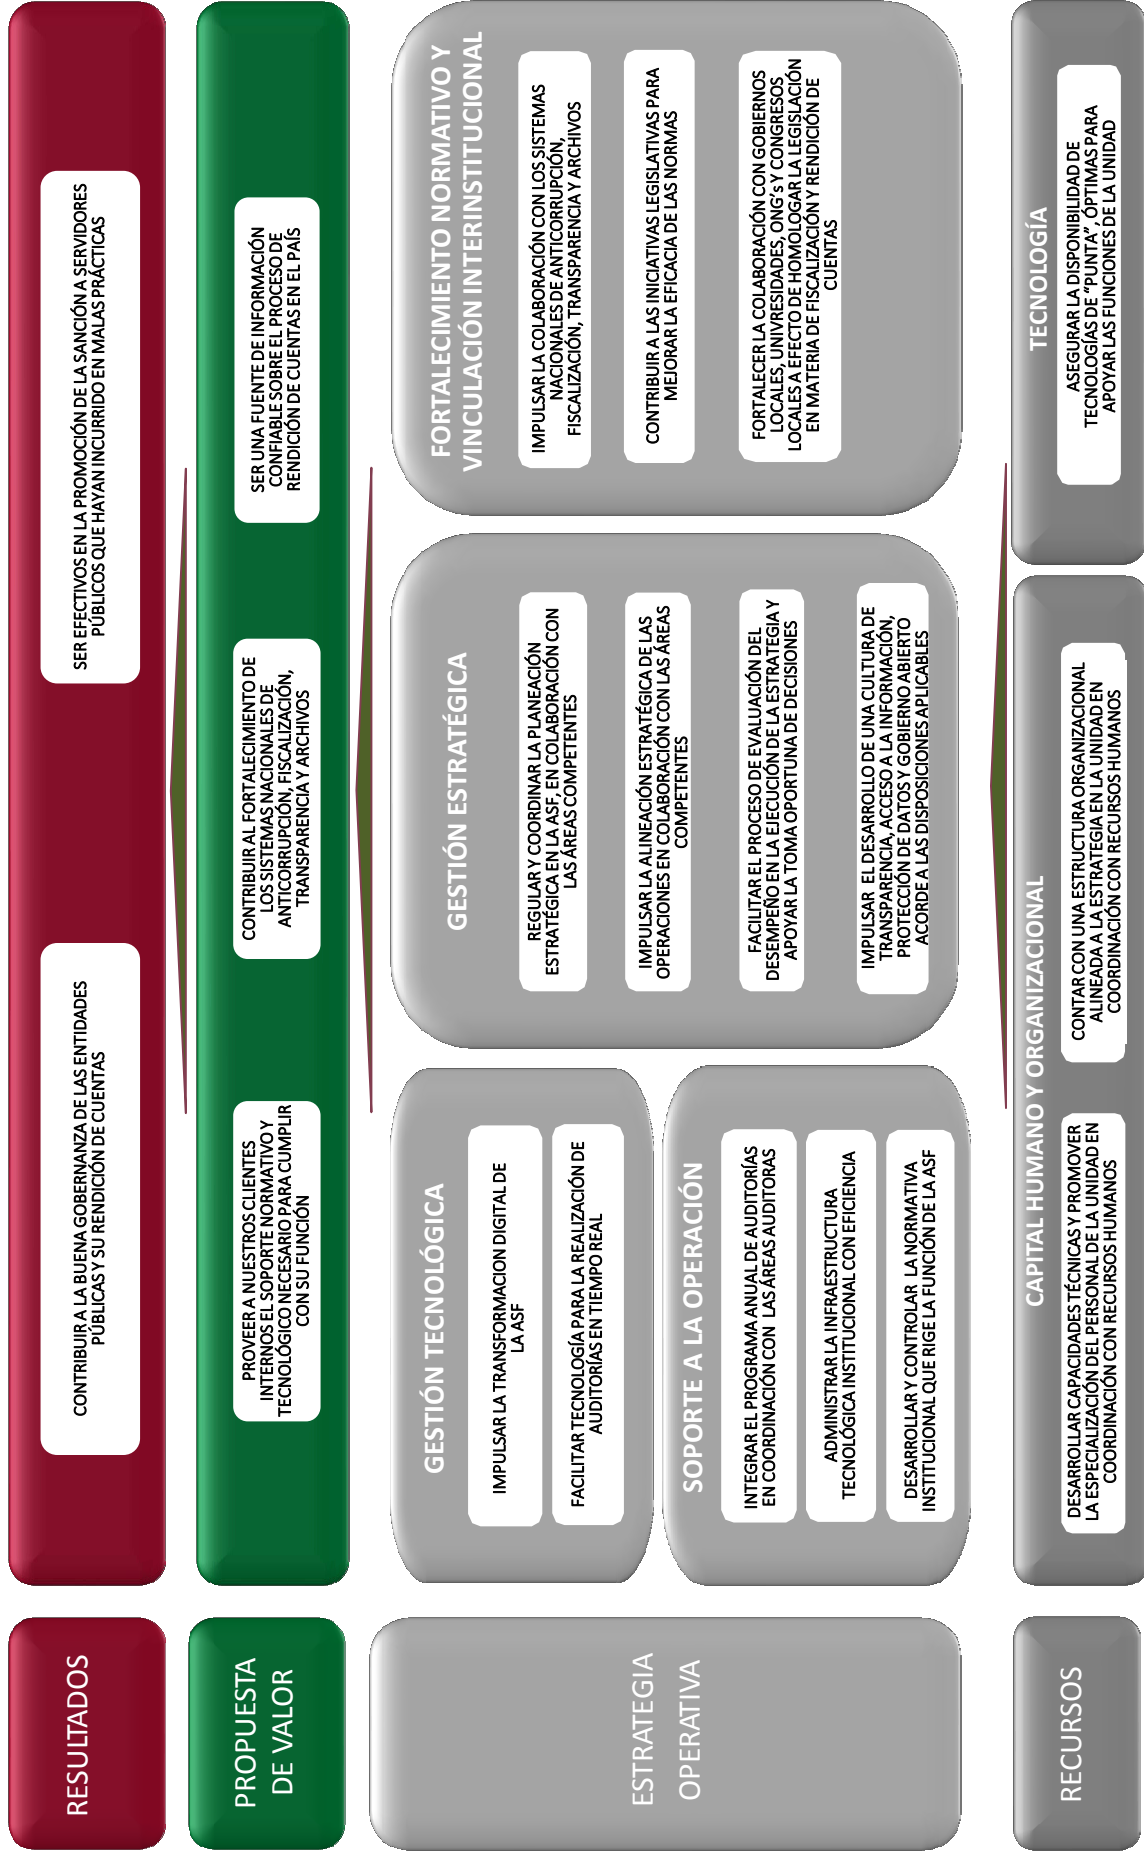 RESULTADOS
CONTRIBUIR A LA BUENA GOBERNANZA DE LAS ENTIDADES
PÚBLICAS Y SU RENDICIÓN DE CUENTAS
SER EFECTIVOS EN LA PROMOCIÓN DE LA SANCIÓN A SERVIDORES
PÚBLICOS QUE HAYAN INCURRIDO EN MALAS PRÁCTICAS
PROPUESTA
DE VALOR
PROVEER A NUESTROS CLIENTES
INTERNOS EL SOPORTE NORMATIVO Y
TECNOLÓGICO NECESARIO PARA CUMPLIR
CON SU FUNCIÓN
CONTRIBUIR AL FORTALECIMIENTO DE
LOS SISTEMAS NACIONALES DE
ANTICORRUPCIÓN, FISCALIZACIÓN,
TRANSPARENCIA Y ARCHIVOS
SER UNA FUENTE DE INFORMACIÓN
CONFIABLE SOBRE EL PROCESO DE
RENDICIÓN DE CUENTAS EN EL PAÍS
ESTRATEGIA
OPERATIVA
GESTIÓN TECNOLÓGICA
IMPULSAR LA TRANSFORMACION DIGITAL DE
LA ASF
FACILITAR TECNOLOGÍA PARA LA REALIZACIÓN DE
AUDITORÍAS EN TIEMPO REAL
SOPORTE A LA OPERACIÓN
INTEGRAR EL PROGRAMA ANUAL DE AUDITORÍAS
EN COORDINACIÓN CON LAS ÁREAS AUDITORAS
ADMINISTRAR LA INFRAESTRUCTURA
TECNOLÓGICA INSTITUCIONAL CON EFICIENCIA
DESARROLLAR Y CONTROLAR LA NORMATIVA
INSTITUCIONAL QUE RIGE LA FUNCIÓN DE LA ASF
GESTIÓN ESTRATÉGICA
REGULAR Y COORDINAR LA PLANEACIÓN
ESTRATÉGICA EN LA ASF, EN COLABORACIÓN CON
LAS ÁREAS COMPETENTES
IMPULSAR LA ALINEACIÓN ESTRATÉGICA DE LAS
OPERACIONES EN COLABORACIÓN CON LAS ÁREAS
COMPETENTES
FACILITAR EL PROCESO DE EVALUACIÓN DEL
DESEMPEÑO EN LA EJECUCIÓN DE LA ESTRATEGIA Y
APOYAR LA TOMA OPORTUNA DE DECISIONES
IMPULSAR EL DESARROLLO DE UNA CULTURA DE
TRANSPARENCIA, ACCESO A LA INFORMACIÓN,
PROTECCIÓN DE DATOS Y GOBIERNO ABIERTO
ACORDE A LAS DISPOSICIONES APLICABLES
FORTALECIMIENTO NORMATIVO Y
VINCULACIÓN INTERINSTITUCIONAL
IMPULSAR LA COLABORACIÓN CON LOS SISTEMAS
NACIONALES DE ANTICORRUPCIÓN,
FISCALIZACIÓN, TRANSPARENCIA Y ARCHIVOS
CONTRIBUIR A LAS INICIATIVAS LEGISLATIVAS PARA
MEJORAR LA EFICACIA DE LAS NORMAS
FORTALECER LA COLABORACIÓN CON GOBIERNOS
LOCALES, UNIVRESIDADES, ONG's Y CONGRESOS
LOCALES A EFECTO DE HOMOLOGAR LA LEGISLACIÓN
EN MATERIA DE FISCALIZACIÓN Y RENDICIÓN DE
CUENTAS
RECURSOS
CAPITAL HUMANO Y ORGANIZACIONAL
DESARROLLAR CAPACIDADES TÉCNICAS Y PROMOVER
LA ESPECIALIZACIÓN DEL PERSONAL DE LA UNIDAD EN
COORDINACIÓN CON RECURSOS HUMANOS
CONTAR CON UNA ESTRUCTURA ORGANIZACIONAL
ALINEADA A LA ESTRATEGIA EN LA UNIDAD EN
COORDINACIÓN CON RECURSOS HUMANOS
TECNOLOGÍA
ASEGURAR LA DISPONIBILIDAD DE
TECNOLOGÍAS DE "PUNTA", ÓPTIMAS PARA
APOYAR LAS FUNCIONES DE LA UNIDAD